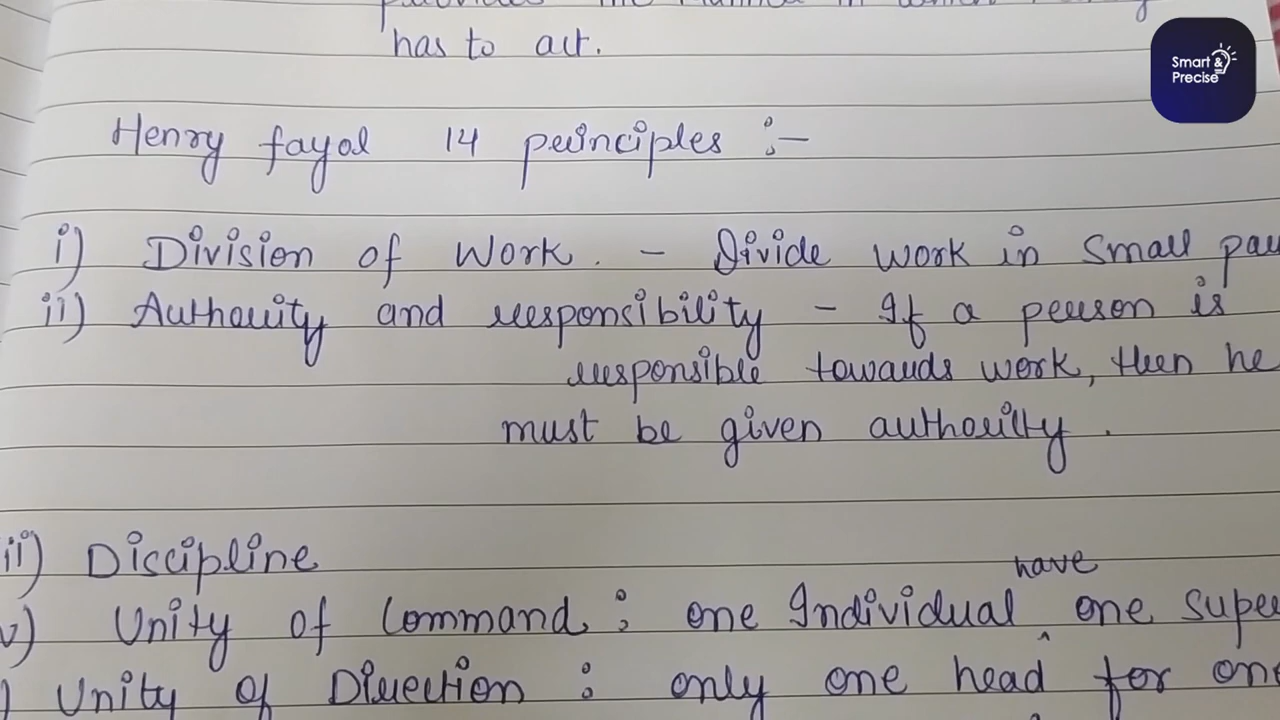 has to act.
Smart &
Precise
Henry fayol 14 principles :-
i) Division of Work. - Divide work in small
ii) Authority and responsibility - If a person is
responsible towards work, then he
must be given authority.
ii) Discipline
have
v) Unity of Command : one Individual ^ one
) Unity of Direction : only one head for one